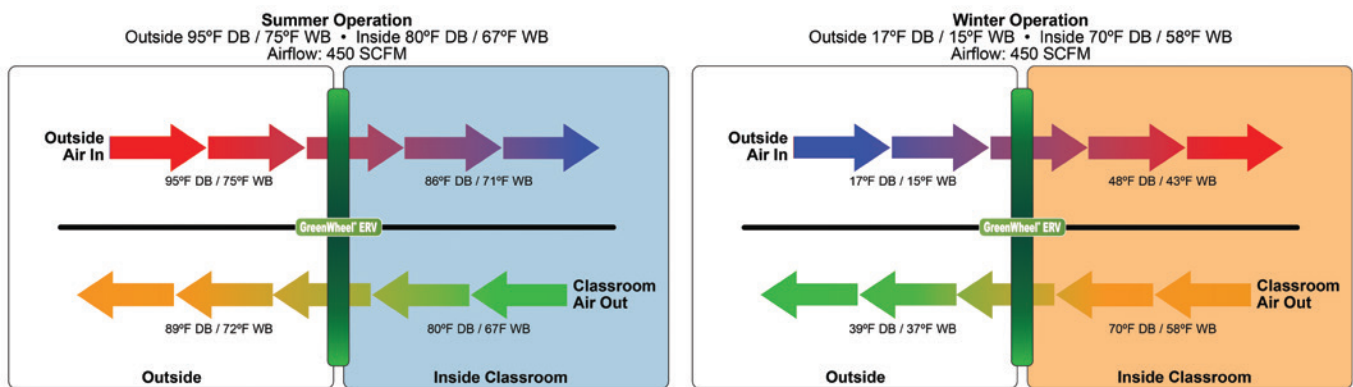 Summer Operation
Outside 95ºF DB / 75ºF WB • Inside 80ºF DB / 67ºF WB
Airflow: 450 SCFM
Outside
Air In
95ºF DB / 75ºF WB
86ºF DB / 71ºF WB
GreenWheel™ ERV
89ºF DB / 72ºF WB
80ºF DB / 67F WB
Classroom
Air Out
Outside
Inside Classroom
Winter Operation
Outside 17ºF DB / 15ºF WB • Inside 70ºF DB / 58ºF WB
Airflow: 450 SCFM
Outside
Air In
17ºF DB / 15ºF WB
48ºF DB / 43ºF WB
GreenWheel™ ERV
39ºF DB / 37ºF WB
70ºF DB / 58ºF WB
Classroom
Air Out
Outside
Inside Classroom